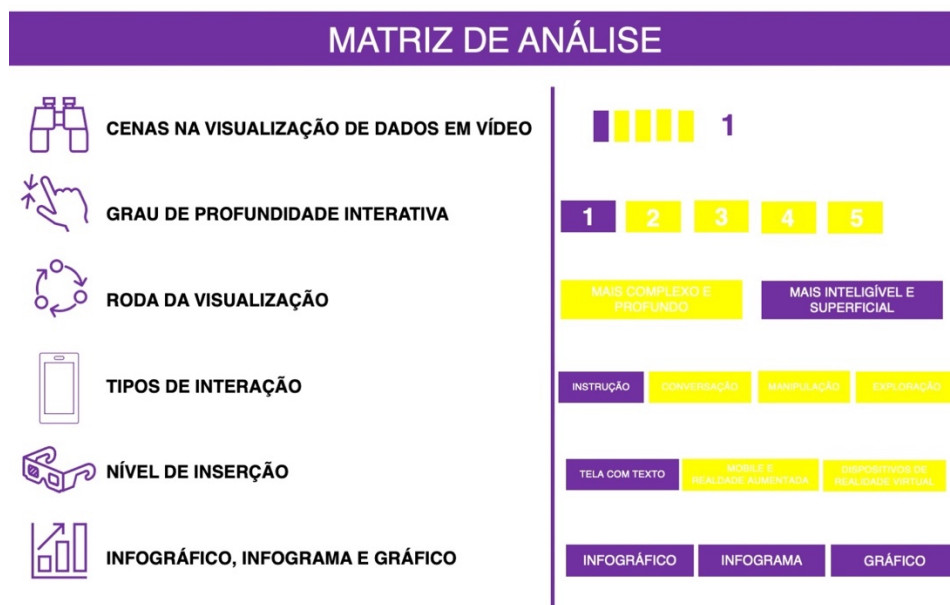 MATRIZ DE ANÁLISE
CENAS NA VISUALIZAÇÃO DE DADOS EM VÍDEO
1
GRAU DE PROFUNDIDADE INTERATIVA
1 2 3 4 5
RODA DA VISUALIZAÇÃO
MAIS COMPLEXO E
PROFUNDO
MAIS INTELIGÍVEL E
SUPERFICIAL
TIPOS DE INTERAÇÃO
INSTRUÇÃO CONVERSAÇÃO MANIPULAÇÃO EXPLORAÇÃO
NÍVEL DE INSERÇÃO
TELA COM TEXTO
MOBILE E
REALDADE AUMENTADA
DISPOSITIVOS DE
REALIDADE VIRTUAL
INFOGRÁFICO, INFOGRAMA E GRÁFICO
INFOGRÁFICO INFOGRAMA GRÁFICO